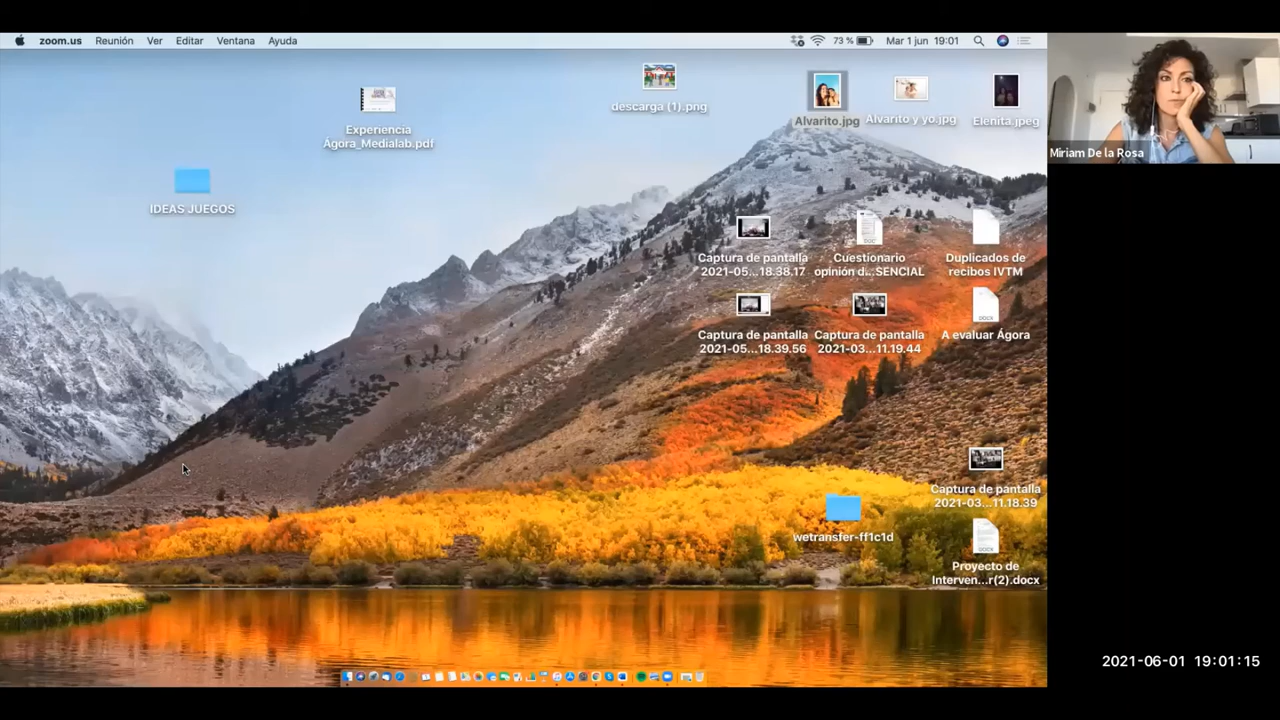 zoom.us Reunión Ver Editar Ventana Ayuda 73 % Mar 1 jun 19:01
Miriam De la Rosa
descarga (1).png
Alvarito.jpg
Alvarito y yo.jpg
Elenita.jpeg
Experiencia
Ágora_Medialab.pdf
IDEAS JUEGOS
Captura de pantalla
2021-05...18.38.17
Cuestionario
opinión d...SENCIAL
Duplicados de
recibos IVTM
Captura de pantalla
2021-05...18.39.56
Captura de pantalla
2021-03...11.19.44
DOCX
A evaluar Ágora
Captura de pantalla
2021-03...11.18.39
wetransfer-ff1c1d
DOCX
Proyecto de
Interven...r(2).docx
2021-06-01 19:01:15